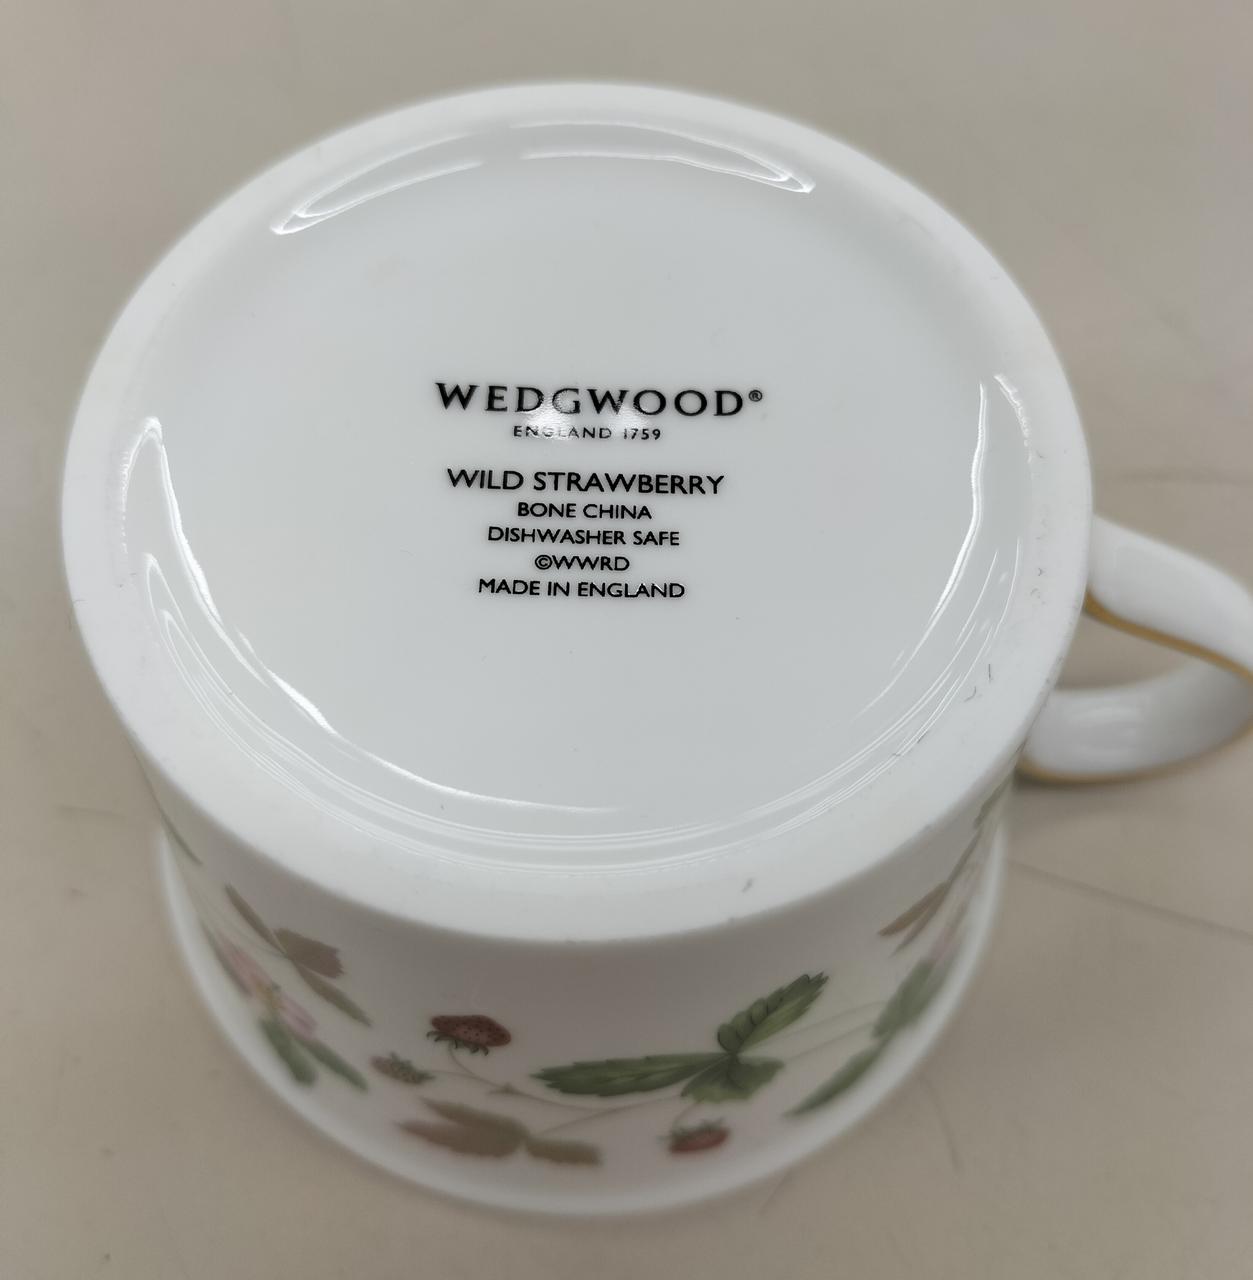 WEDGWOOD®
ENGLAND 1759
WILD STRAWBERRY
BONE CHINA
DISHWASHER SAFE
©WWRD
MADE IN ENGLAND